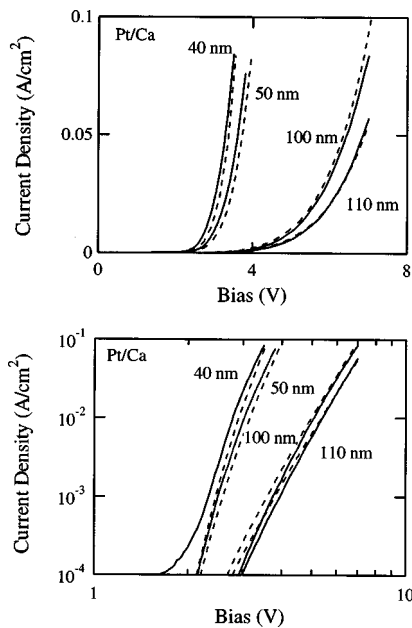 0.1
Pt/Ca
40 nm
50 nm
0.05
100 nm
110 nm
0
0
4
8
Current Density (A/cm²)
Bias (V)
10⁻¹
Pt/Ca
40 nm
50 nm
10⁻²
100 nm
110 nm
10⁻³
10⁻⁴
1
10
Current Density (A/cm²)
Bias (V)